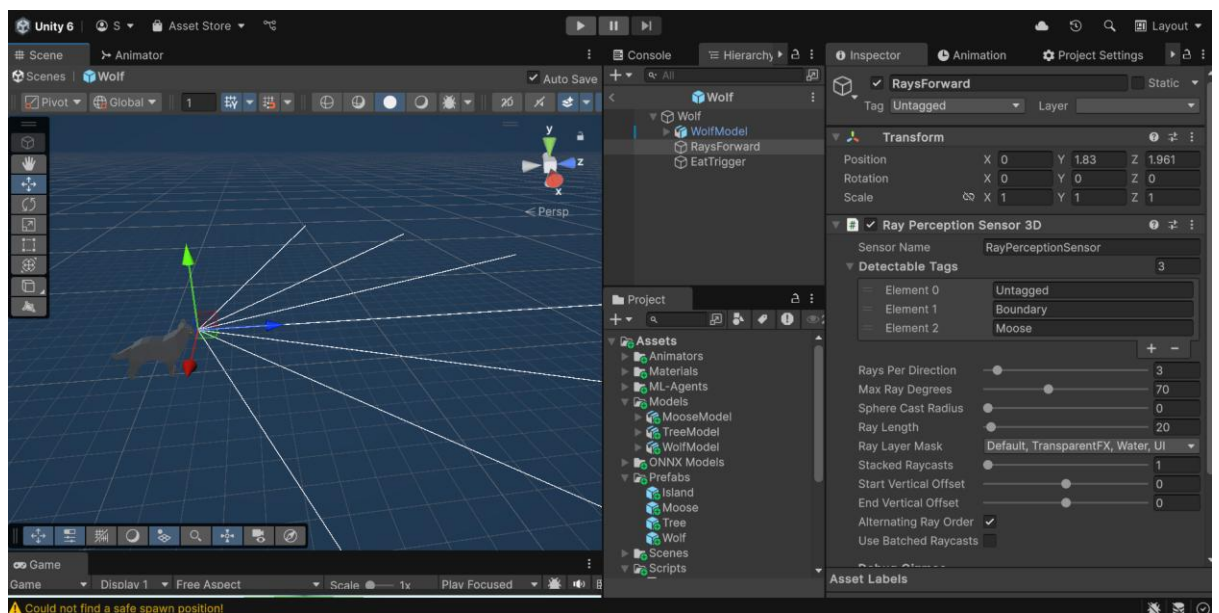 Unity 6
S
Asset Store
Layout
Scene
Animator
Scenes
Wolf
Auto Save
Pivot
Global
1
2D
y
z
x
Persp
Game
Game
Display 1
Free Aspect
Scale
1x
Play Focused
Could not find a safe spawn position!
Console
Hierarchy
All
Wolf
Wolf
WolfModel
RaysForward
EatTrigger
Project
Assets
Animators
Materials
ML-Agents
Models
MooseModel
TreeModel
WolfModel
ONNX Models
Prefabs
Island
Moose
Tree
Wolf
Scenes
Scripts
Inspector
Animation
Project Settings
RaysForward
Static
Tag Untagged
Layer
Transform
Position X 0 Y 1.83 Z 1.961
Rotation X 0 Y 0 Z 0
Scale X 1 Y 1 Z 1
Ray Perception Sensor 3D
Sensor Name RayPerceptionSensor
Detectable Tags 3
Element 0 Untagged
Element 1 Boundary
Element 2 Moose
Rays Per Direction 3
Max Ray Degrees 70
Sphere Cast Radius 0
Ray Length 20
Ray Layer Mask Default, TransparentFX, Water, UI
Stacked Raycasts 1
Start Vertical Offset 0
End Vertical Offset 0
Alternating Ray Order
Use Batched Raycasts
Debug Gizmos
Asset Labels